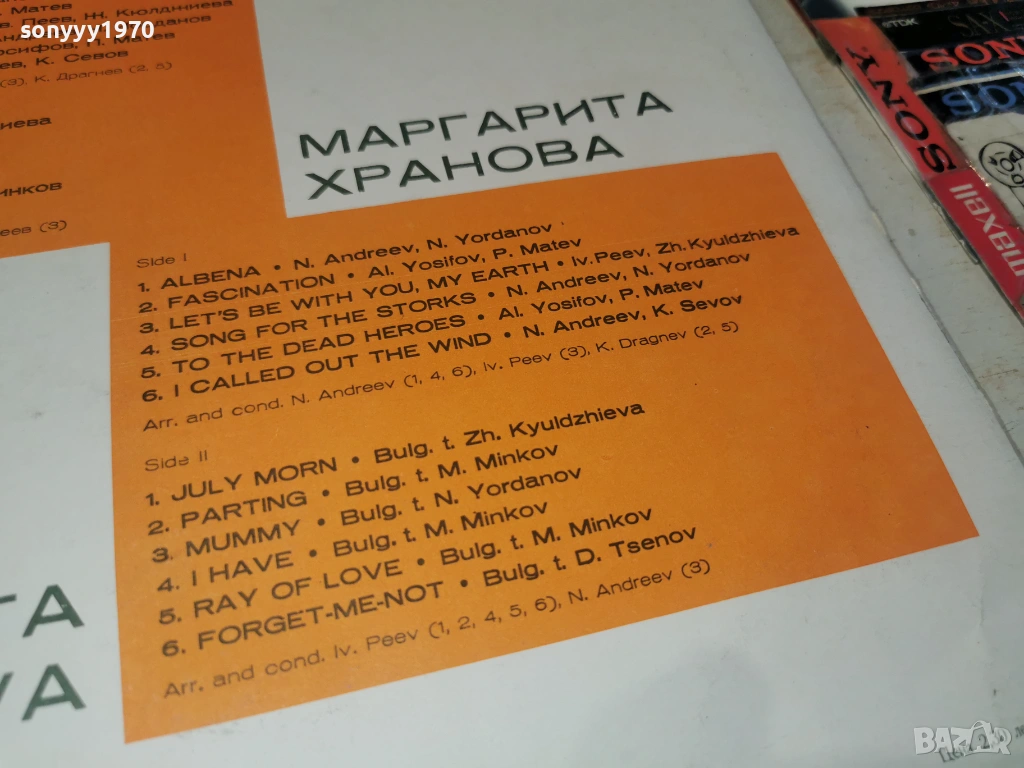 sonyyy1970
. Матев
Пеев, Ж. Кюлджиева
К. Севов
(3), К. Драгнев (2, 5)
МАРГАРИТА
ХРАНОВА
Side I
1. ALBENA • N. Andreev, N. Yordanov
2. FASCINATION • Al. Yosifov, P. Matev
3. LET'S BE WITH YOU, MY EARTH • Iv. Peev, Zh. Kyuldzhieva
4. SONG FOR THE STORKS • N. Andreev, N. Yordanov
5. TO THE DEAD HEROES • Al. Yosifov, P. Matev
6. I CALLED OUT THE WIND • N. Andreev, K. Sevov
Arr. and cond. N. Andreev (1, 4, 6), Iv. Peev (3), K. Dragnev (2, 5)
Side II
1. JULY MORN • Bulg. t. Zh. Kyuldzhieva
2. PARTING • Bulg. t. M. Minkov
3. MUMMY • Bulg. t. N. Yordanov
4. I HAVE • Bulg. t. M. Minkov
5. RAY OF LOVE • Bulg. t. M. Minkov
6. FORGET-ME-NOT • Bulg. t. D. Tsenov
Arr. and cond. Iv. Peev (1, 2, 4, 5, 6), N. Andreev (3)
TDK
SONY
maxell
BAZAR